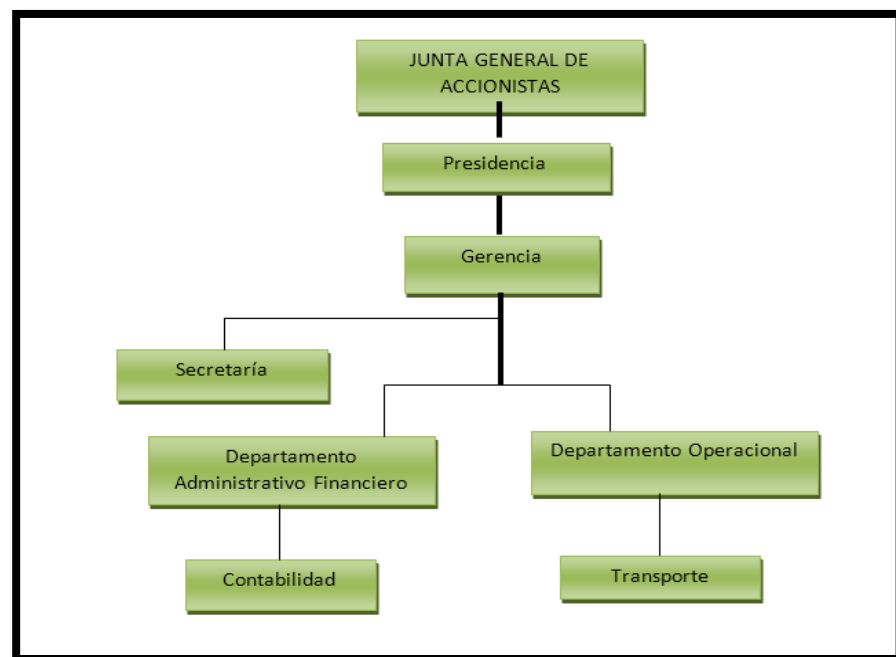 JUNTA GENERAL DE
ACCIONISTAS
Presidencia
Gerencia
Secretaría
Departamento
Administrativo Financiero
Departamento Operacional
Contabilidad
Transporte